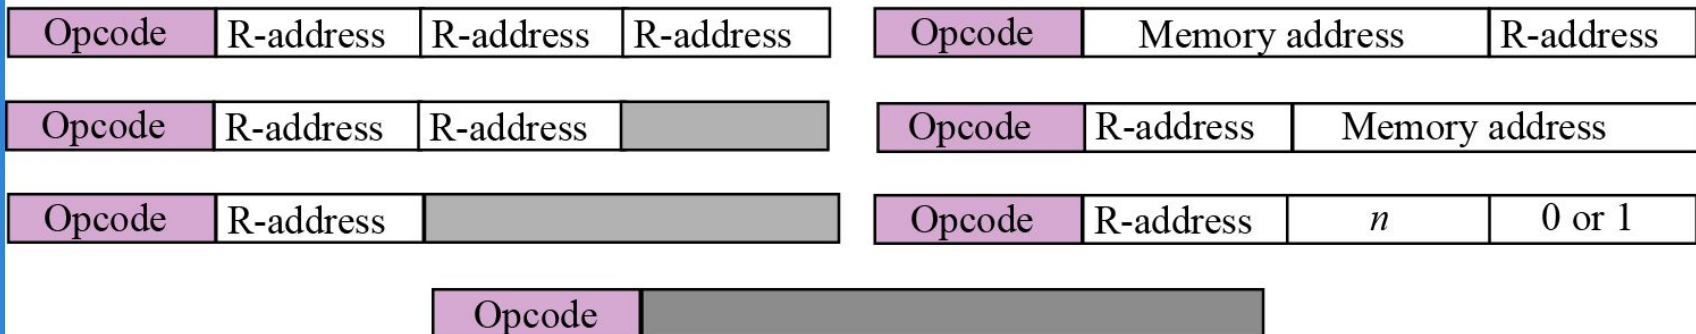 Opcode R-address R-address R-address Opcode Memory address R-address
Opcode R-address R-address Opcode R-address Memory address
Opcode R-address Opcode R-address n 0 or 1
Opcode